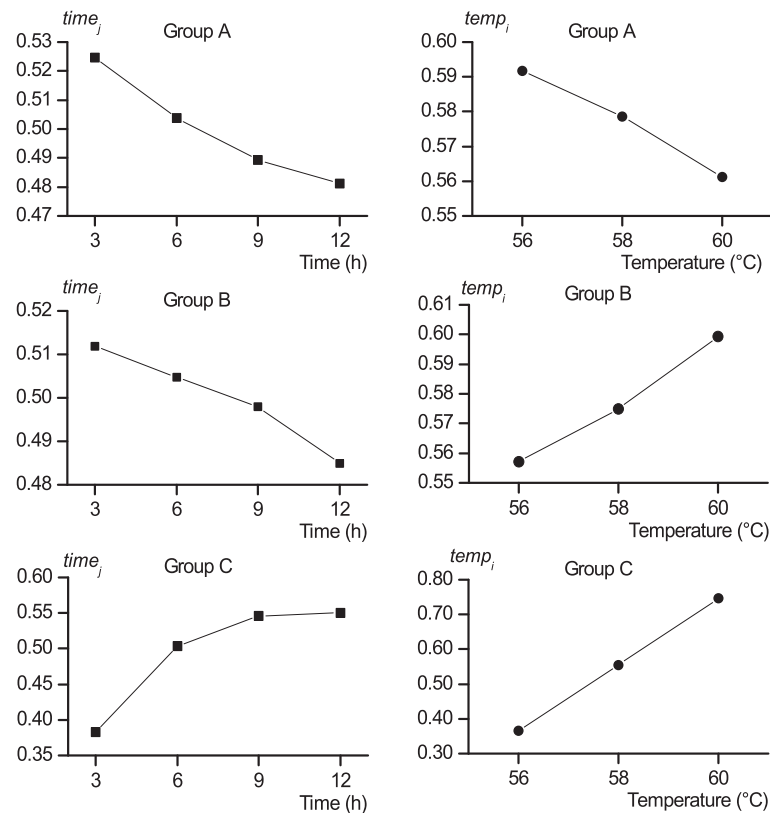 time_j Group A
0.53
0.52
0.51
0.50
0.49
0.48
0.47
3 6 9 12
Time (h)
temp_i Group A
0.60
0.59
0.58
0.57
0.56
0.55
56 58 60
Temperature (°C)
time_j Group B
0.52
0.51
0.50
0.49
0.48
3 6 9 12
Time (h)
temp_i Group B
0.61
0.60
0.59
0.58
0.57
0.56
0.55
56 58 60
Temperature (°C)
time_j Group C
0.60
0.55
0.50
0.45
0.40
0.35
3 6 9 12
Time (h)
temp_i Group C
0.80
0.70
0.60
0.50
0.40
0.30
56 58 60
Temperature (°C)